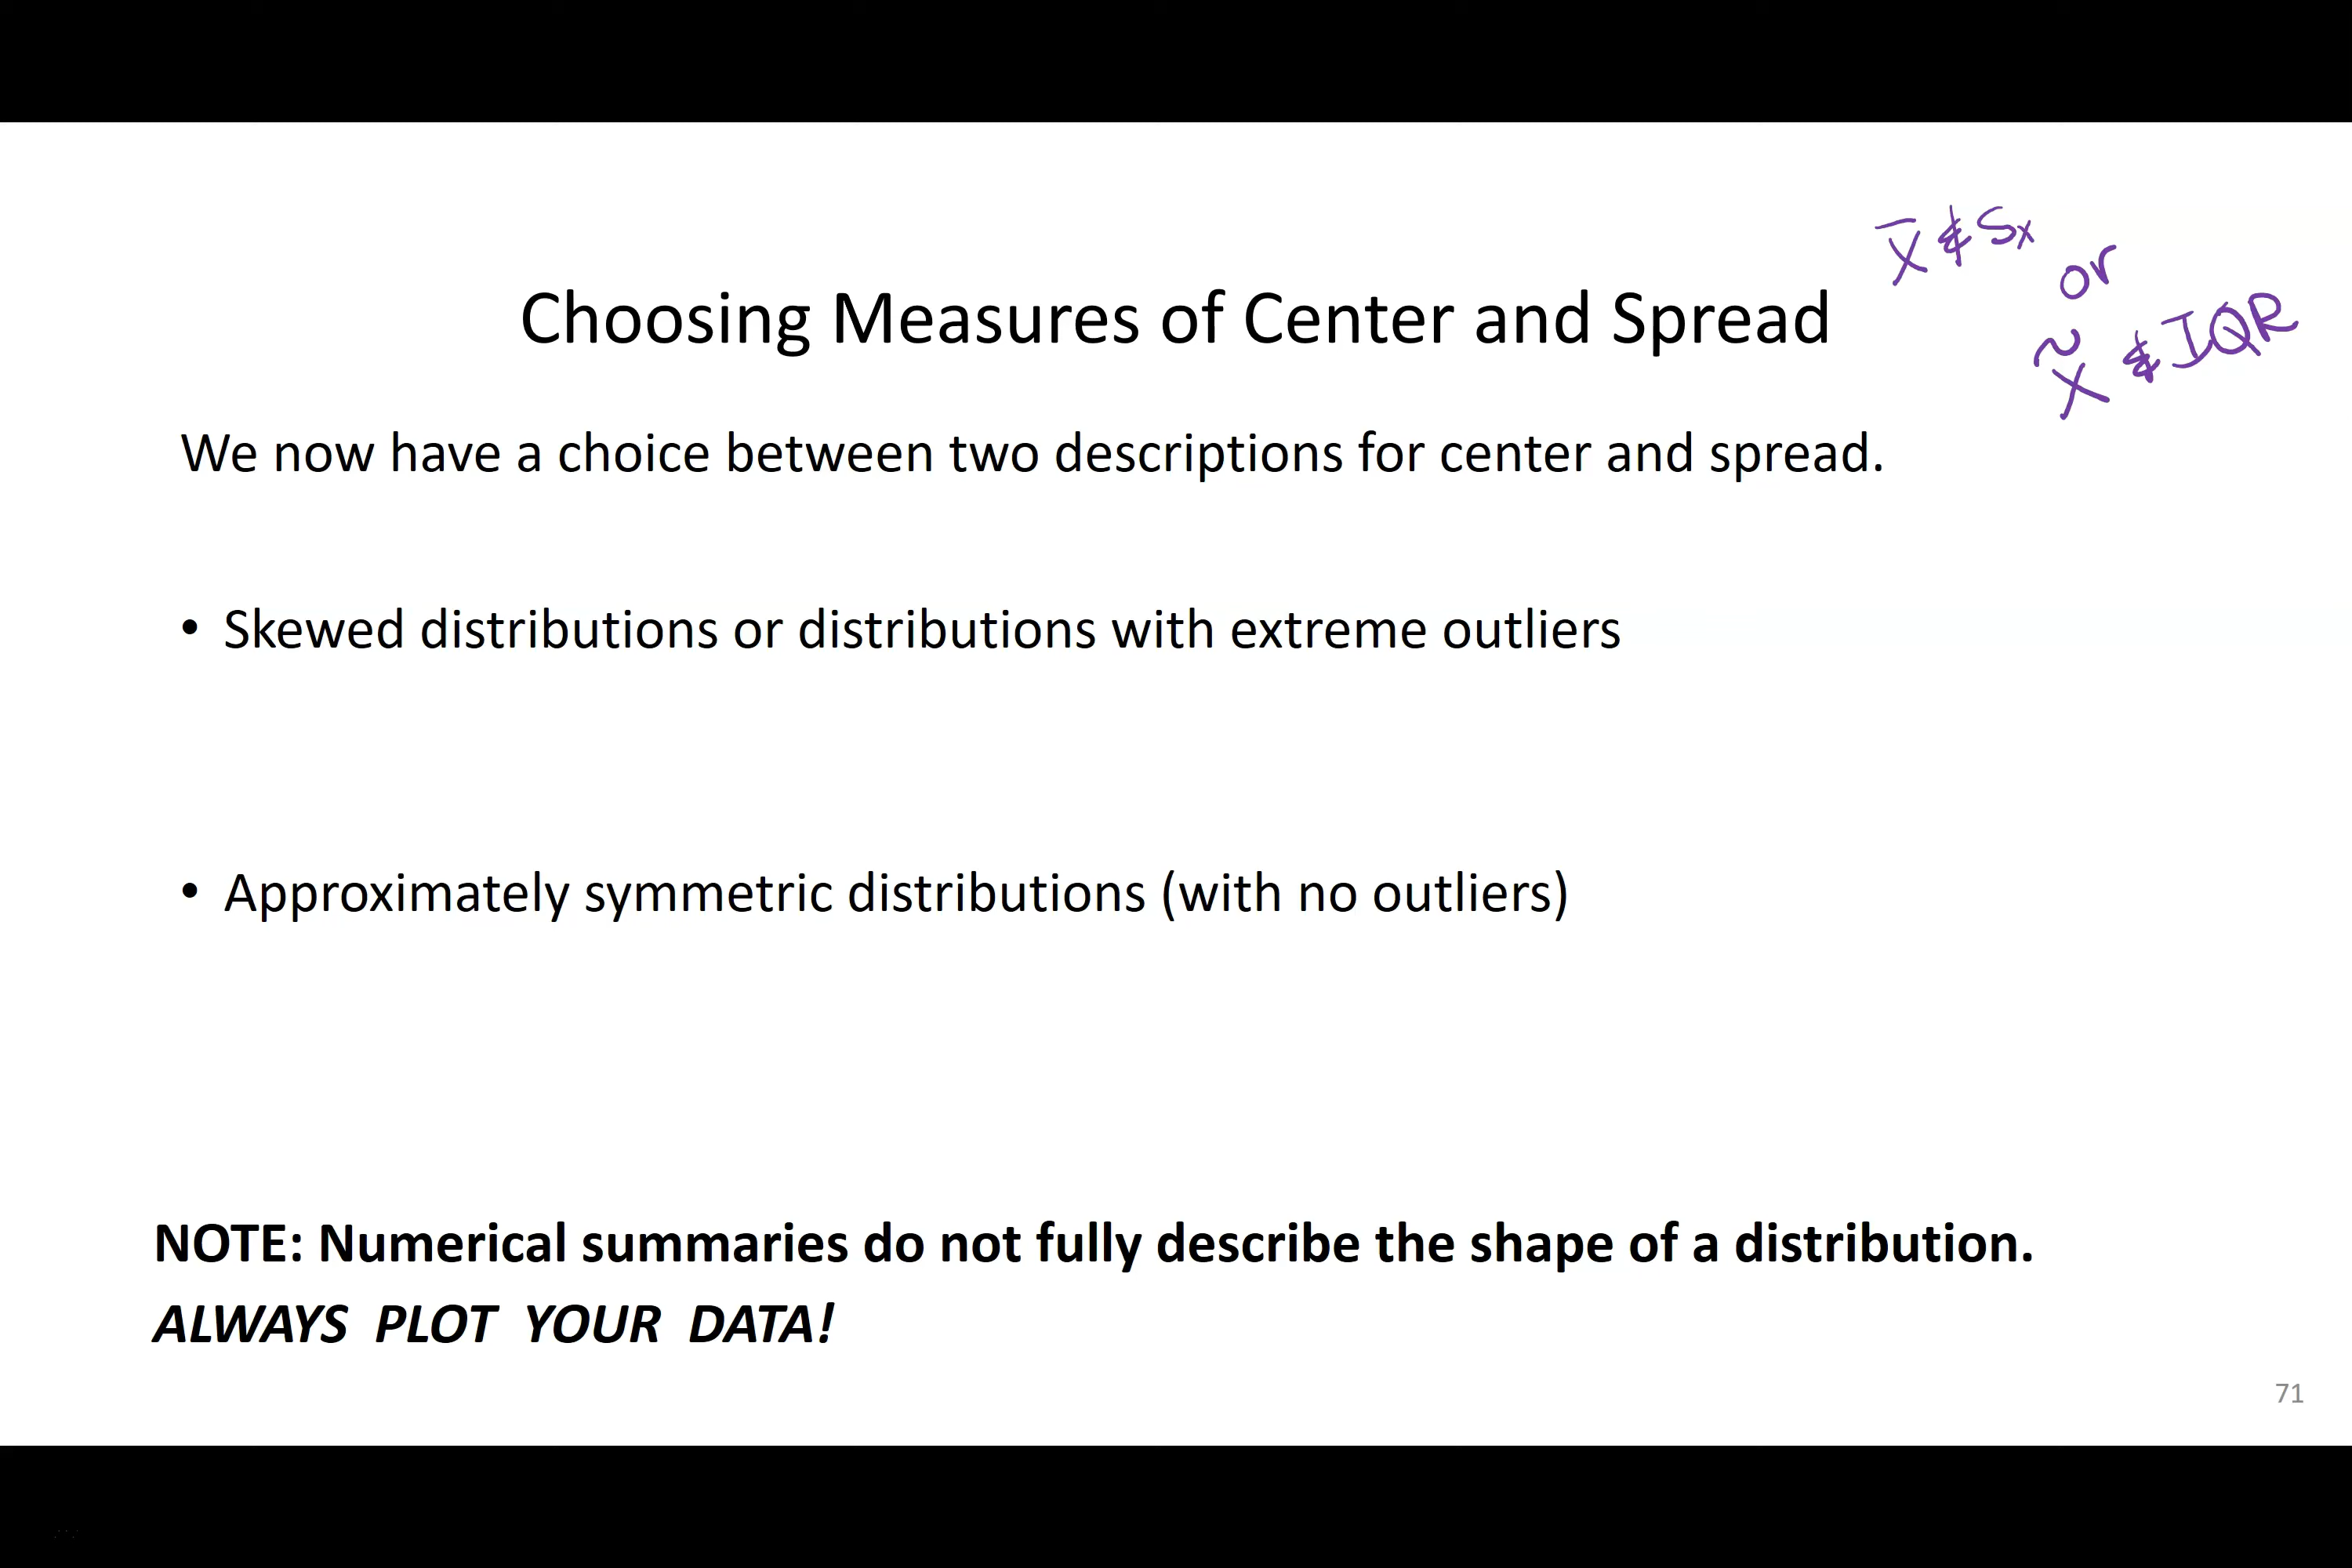 x̄ & Sx
or
x̃ & IQR
Choosing Measures of Center and Spread
We now have a choice between two descriptions for center and spread.
• Skewed distributions or distributions with extreme outliers
• Approximately symmetric distributions (with no outliers)
NOTE: Numerical summaries do not fully describe the shape of a distribution.
ALWAYS PLOT YOUR DATA!
71